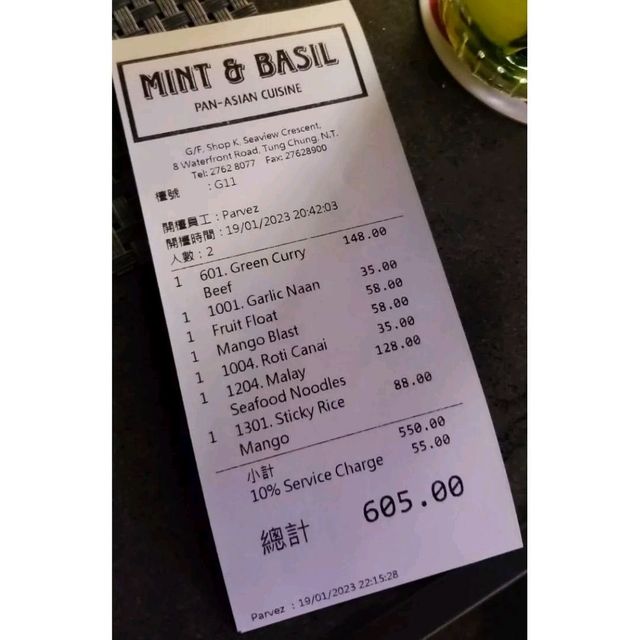 MINT & BASIL
PAN-ASIAN CUISINE
G/F, Shop K, Seaview Crescent,
8 Waterfront Road, Tung Chung, N.T.
Tel: 2762 8077 Fax: 27628900
檯號 : G11
開檯員工 : Parvez
開檯時間 : 19/01/2023 20:42:03
人數 : 2
1 601. Green Curry 148.00
Beef
1 1001. Garlic Naan 35.00
1 Fruit Float 58.00
1 Mango Blast 58.00
1 1004. Roti Canai 35.00
1 1204. Malay 128.00
Seafood Noodles
1 1301. Sticky Rice 88.00
Mango
小計 550.00
10% Service Charge 55.00
總計 605.00
Parvez : 19/01/2023 22:15:28